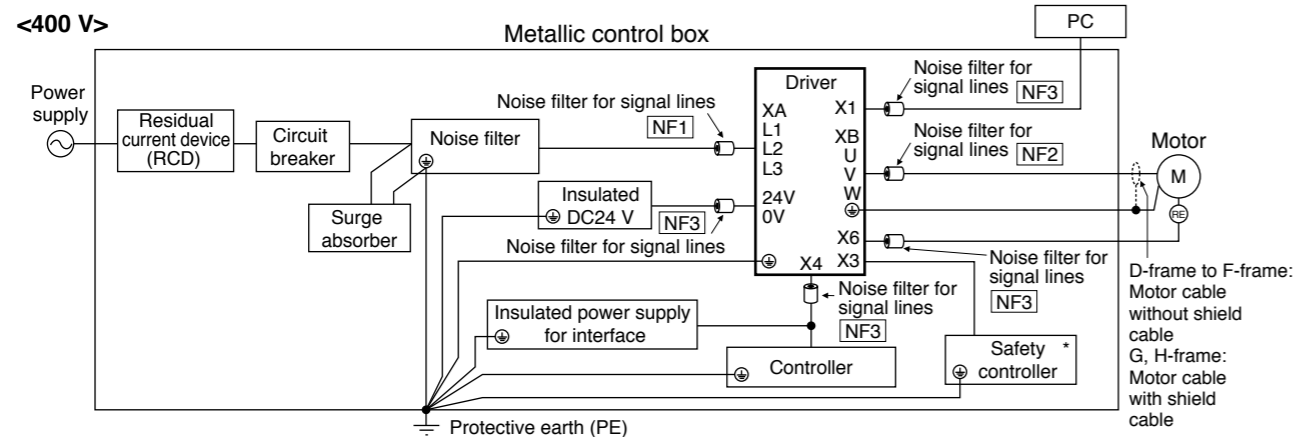 <400 V>
Metallic control box
PC
Power
supply
Residual
current device
(RCD)
Circuit
breaker
Noise filter
Surge
absorber
Noise filter for signal lines
NF1
Insulated
DC24 V
NF3
Noise filter for signal lines
Driver
XA
L1
L2
L3
24V
0V
X1
XB
U
V
W
X6
X3
X4
Noise filter for
signal lines NF3
Noise filter for
signal lines NF2
Motor
M
RE
Noise filter for
signal lines
NF3
Noise filter for
signal lines
NF3
D-frame to F-frame:
Motor cable
without shield
cable
G, H-frame:
Motor cable
with shield
cable
Insulated power supply
for interface
Controller
Safety *
controller
Protective earth (PE)